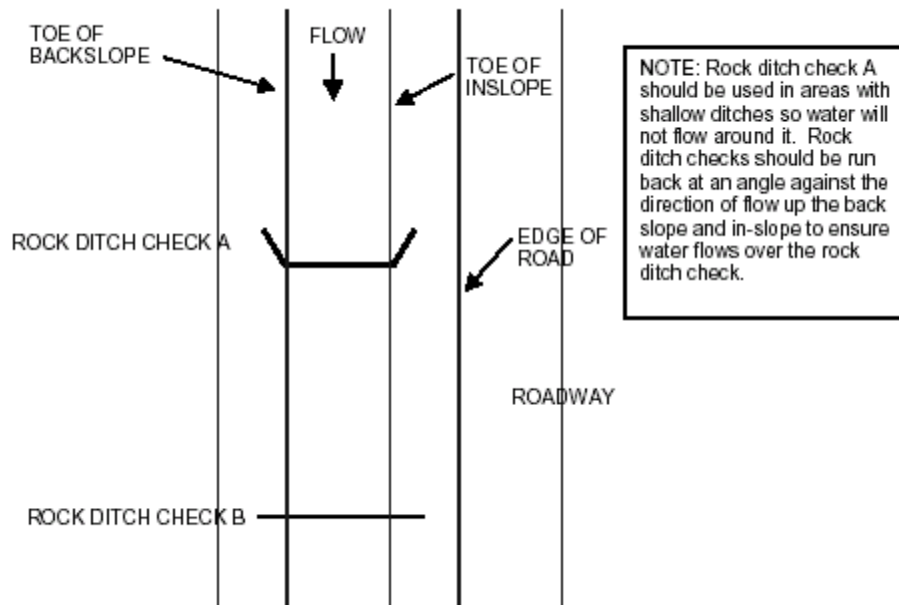 TOE OF
BACKSLOPE
FLOW
TOE OF
INSLOPE
NOTE: Rock ditch check A
should be used in areas with
shallow ditches so water will
not flow around it. Rock
ditch checks should be run
back at an angle against the
direction of flow up the back
slope and in-slope to ensure
water flows over the rock
ditch check.
ROCK DITCH CHECK A
EDGE OF
ROAD
ROADWAY
ROCK DITCH CHECK B